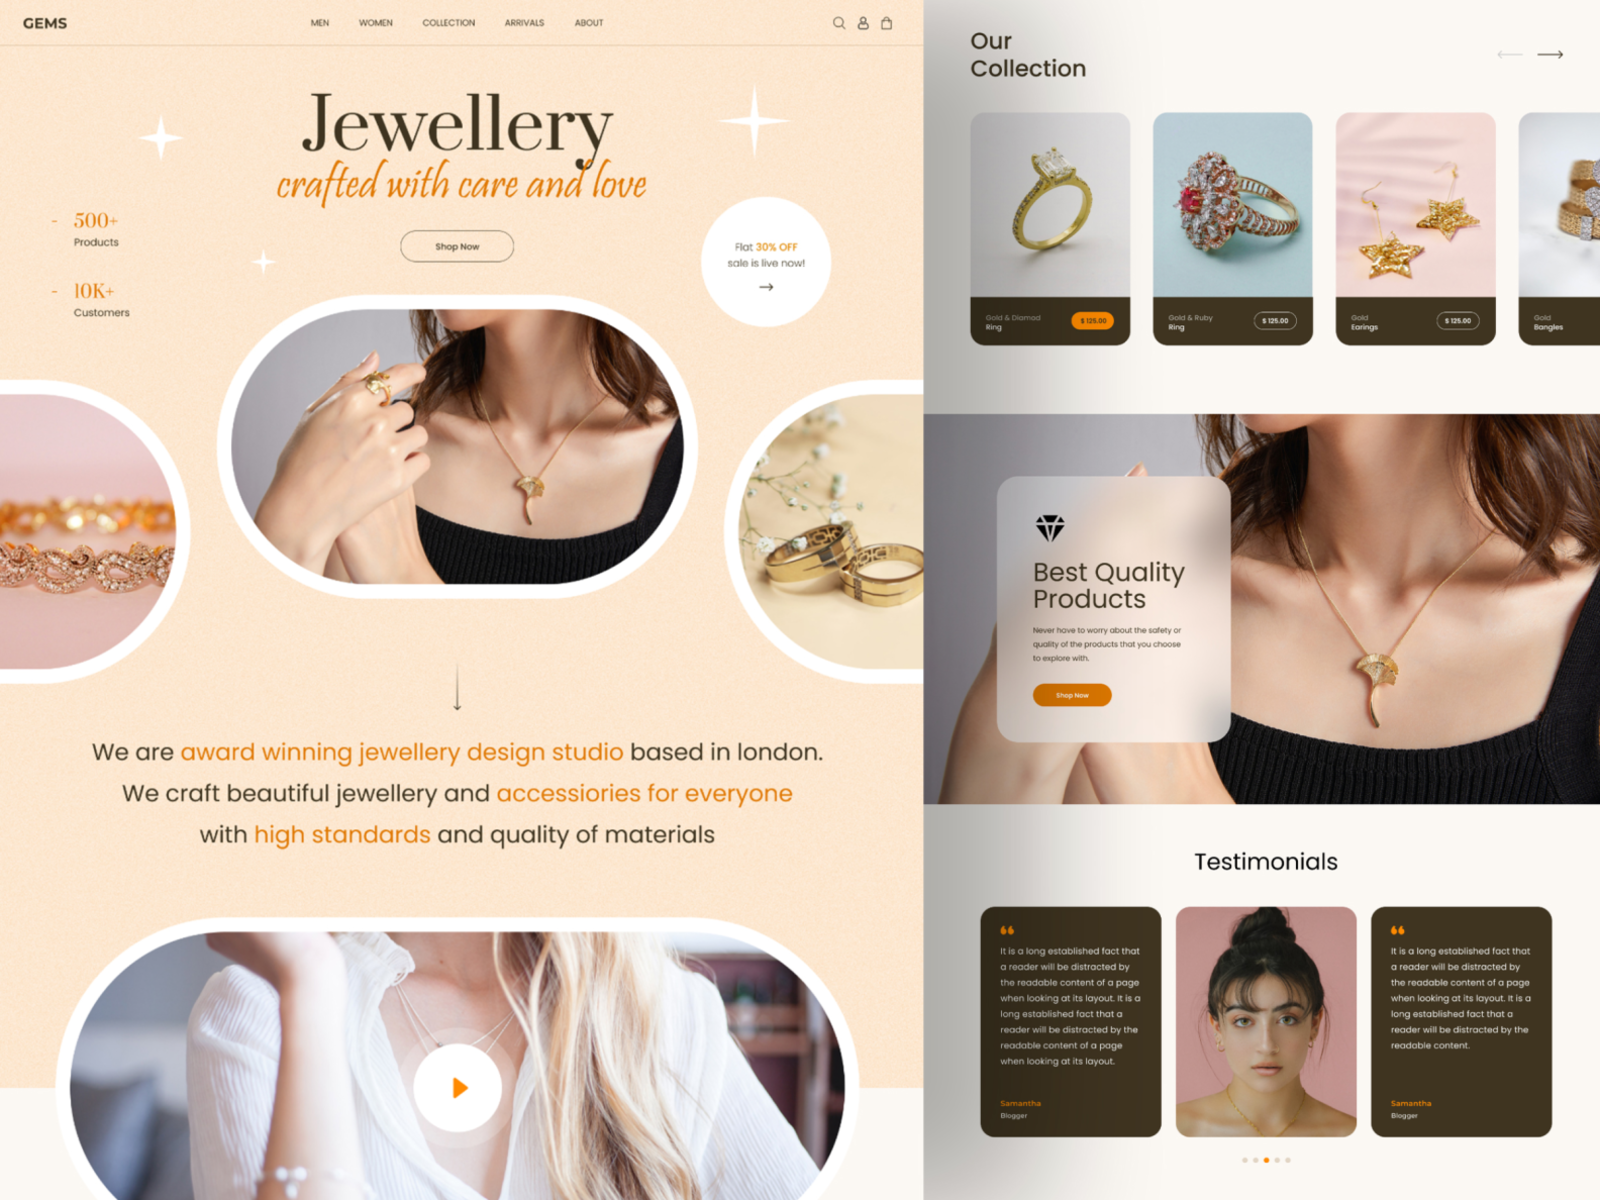 GEMS
MEN WOMEN COLLECTION ARRIVALS ABOUT
Jewellery
crafted with care and love
- 500+
Products
- 10K+
Customers
Shop Now
Flat 30% OFF
sale is live now!
We are award winning jewellery design studio based in london.
We craft beautiful jewellery and accessiories for everyone
with high standards and quality of materials
Our
Collection
Gold & Diamod
Ring
$ 125.00
Gold & Ruby
Ring
$ 125.00
Gold
Earings
$ 125.00
Gold
Bangles
Best Quality
Products
Never have to worry about the safety or
quality of the products that you choose
to explore with.
Shop Now
Testimonials
It is a long established fact that
a reader will be distracted by
the readable content of a page
when looking at its layout. It is a
long established fact that a
reader will be distracted by the
readable content of a page
when looking at its layout.
Samantha
Blogger
It is a long established fact that
a reader will be distracted by
the readable content of a page
when looking at its layout. It is a
long established fact that a
reader will be distracted by the
readable content.
Samantha
Blogger